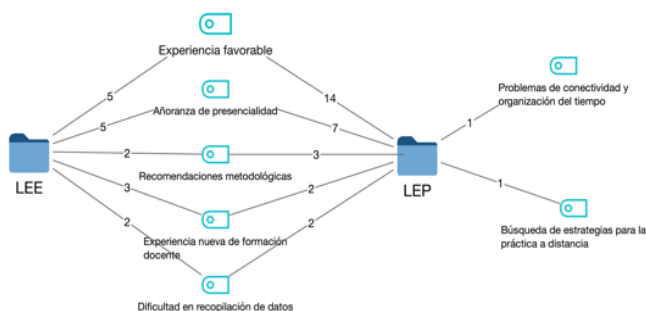 Experiencia favorable
5
14
Problemas de conectividad y
organización del tiempo
5
Añoranza de presencialidad
7
1
LEE
2
3
LEP
Recomendaciones metodológicas
3
2
1
Experiencia nueva de formación
docente
Búsqueda de estrategias para la
práctica a distancia
2
2
Dificultad en recopilación de datos